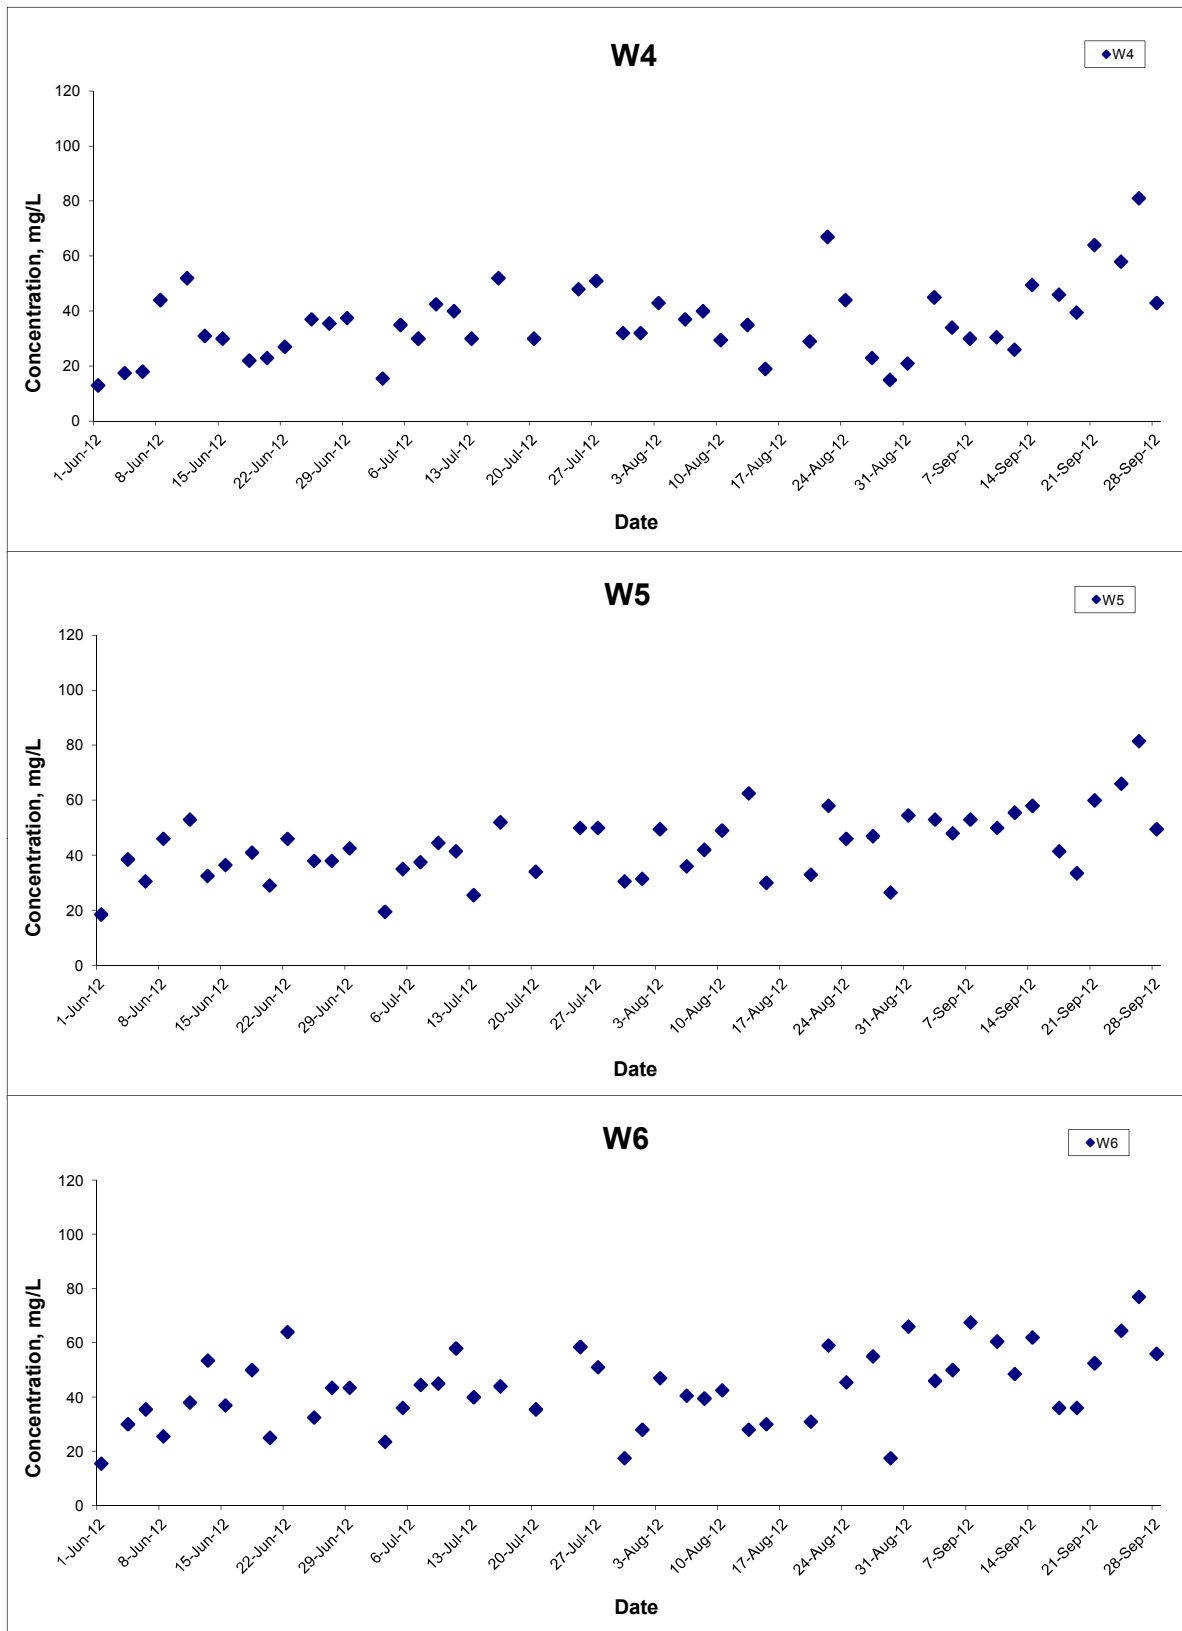 W4
W4
120
100
80
60
40
20
0
Concentration, mg/L
1-Jun-12
8-Jun-12
15-Jun-12
22-Jun-12
29-Jun-12
6-Jul-12
13-Jul-12
20-Jul-12
27-Jul-12
3-Aug-12
10-Aug-12
17-Aug-12
24-Aug-12
31-Aug-12
7-Sep-12
14-Sep-12
21-Sep-12
28-Sep-12
Date
W5
W5
120
100
80
60
40
20
0
Concentration, mg/L
1-Jun-12
8-Jun-12
15-Jun-12
22-Jun-12
29-Jun-12
6-Jul-12
13-Jul-12
20-Jul-12
27-Jul-12
3-Aug-12
10-Aug-12
17-Aug-12
24-Aug-12
31-Aug-12
7-Sep-12
14-Sep-12
21-Sep-12
28-Sep-12
Date
W6
W6
120
100
80
60
40
20
0
Concentration, mg/L
1-Jun-12
8-Jun-12
15-Jun-12
22-Jun-12
29-Jun-12
6-Jul-12
13-Jul-12
20-Jul-12
27-Jul-12
3-Aug-12
10-Aug-12
17-Aug-12
24-Aug-12
31-Aug-12
7-Sep-12
14-Sep-12
21-Sep-12
28-Sep-12
Date